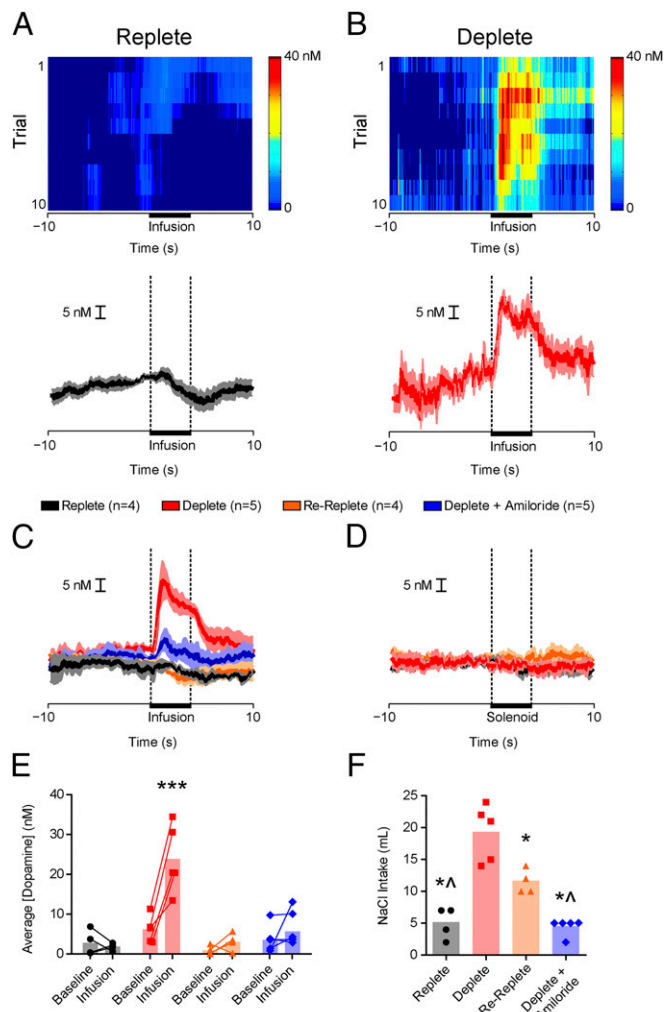 A
Replete
40 nM
1
Trial
10
0
−10
Infusion
10
Time (s)
5 nM
−10
Infusion
10
Time (s)
B
Deplete
40 nM
1
Trial
10
0
−10
Infusion
10
Time (s)
5 nM
−10
Infusion
10
Time (s)
Replete (n=4)
Deplete (n=5)
Re-Replete (n=4)
Deplete + Amiloride (n=5)
C
5 nM
−10
Infusion
10
Time (s)
D
5 nM
−10
Solenoid
10
Time (s)
E
***
Average [Dopamine] (nM)
40
30
20
10
0
Baseline
Infusion
Baseline
Infusion
Baseline
Infusion
Baseline
Infusion
F
NaCl Intake (mL)
25
20
15
10
5
0
*^
*
*^
Replete
Deplete
Re-Replete
Deplete +